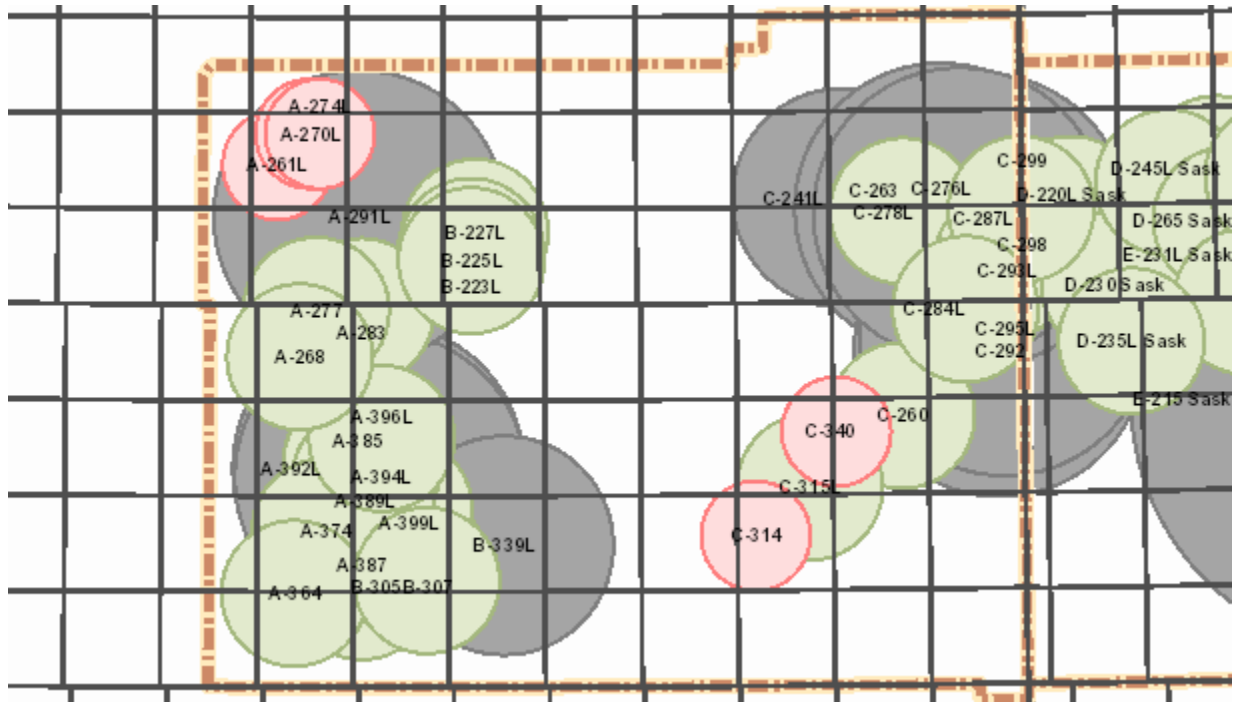 A-274L
A-270L
A-261L
A-291L
B-227L
B-225L
B-223L
A-277
A-283
A-268
A-396L
A-385
A-392L
A-394L
A-389L
A-374
A-399L
B-339L
A-387
A-364
B-305
B-307
C-299
C-241L
C-263
C-276L
C-278L
C-287L
C-298
C-293L
C-284L
C-295L
C-292
C-260
C-340
C-315L
C-314
D-245L Sask
D-220L Sask
D-265 Sask
E-231L Sask
D-230 Sask
D-235L Sask
E-215 Sask